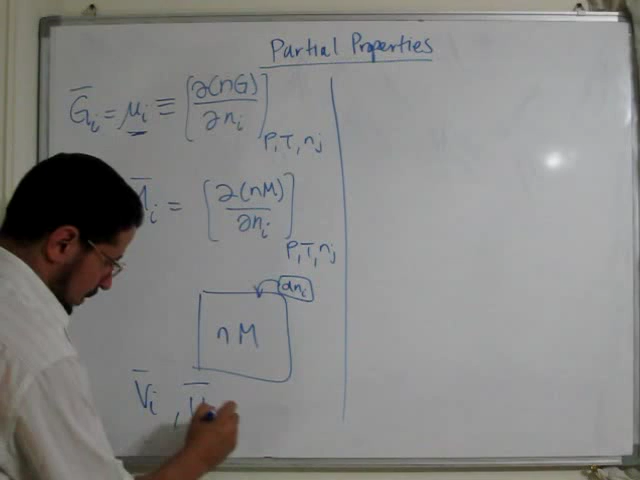 Partial Properties
G̅ᵢ = μᵢ ≡ [∂(nG)/∂nᵢ]P,T,nⱼ
ᵢ = [∂(nM)/∂nᵢ]P,T,nⱼ
dnᵢ
nM
V̅ᵢ ,